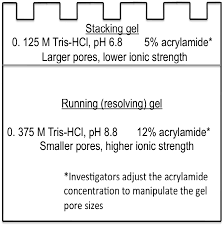 Stacking gel
0. 125 M Tris-HCl, pH 6.8 5% acrylamide*
Larger pores, lower ionic strength
Running (resolving) gel
0. 375 M Tris-HCl, pH 8.8 12% acrylamide*
Smaller pores, higher ionic strength
*Investigators adjust the acrylamide
concentration to manipulate the gel
pore sizes